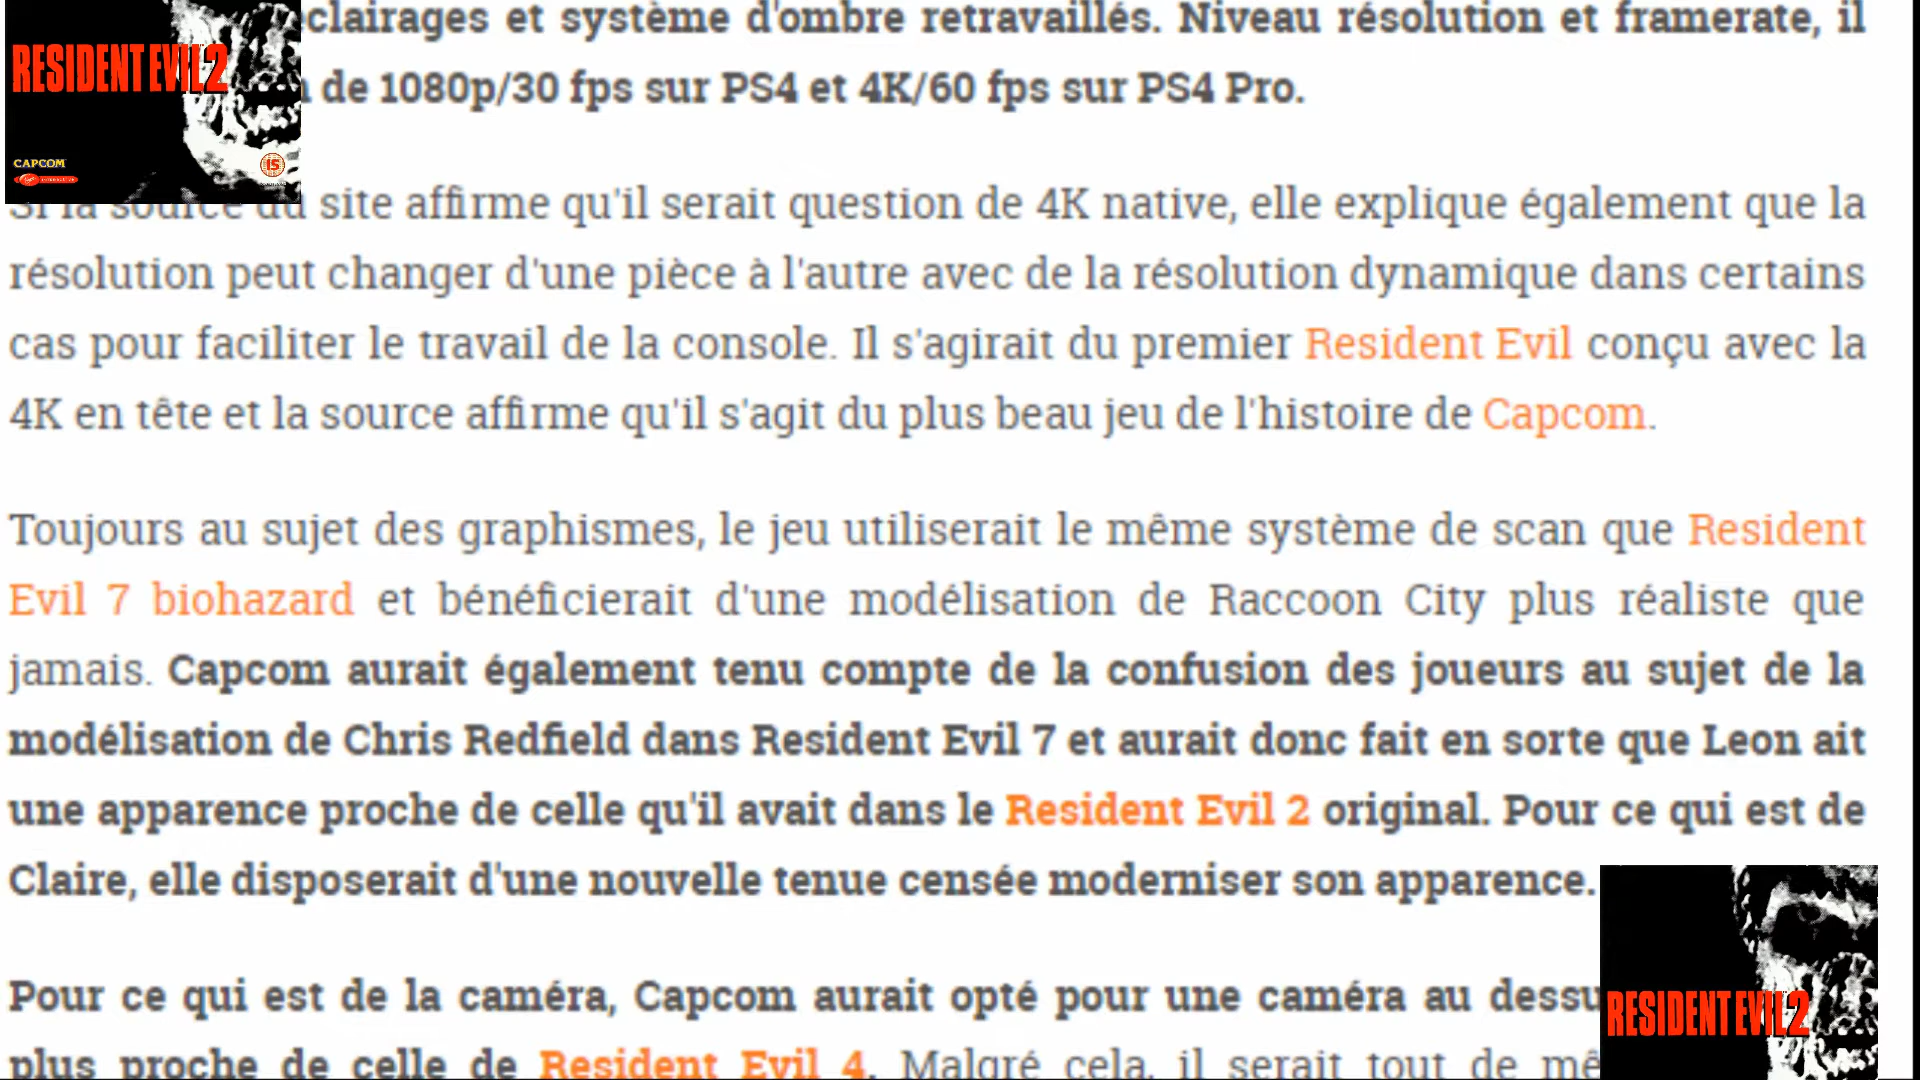 RESIDENT EVIL 2
CAPCOM
15
clairages et système d'ombre retravaillés. Niveau résolution et framerate, il
de 1080p/30 fps sur PS4 et 4K/60 fps sur PS4 Pro.
Si la source du site affirme qu'il serait question de 4K native, elle explique également que la
résolution peut changer d'une pièce à l'autre avec de la résolution dynamique dans certains
cas pour faciliter le travail de la console. Il s'agirait du premier Resident Evil conçu avec la
4K en tête et la source affirme qu'il s'agit du plus beau jeu de l'histoire de Capcom.
Toujours au sujet des graphismes, le jeu utiliserait le même système de scan que Resident
Evil 7 biohazard et bénéficierait d'une modélisation de Raccoon City plus réaliste que
jamais. Capcom aurait également tenu compte de la confusion des joueurs au sujet de la
modélisation de Chris Redfield dans Resident Evil 7 et aurait donc fait en sorte que Leon ait
une apparence proche de celle qu'il avait dans le Resident Evil 2 original. Pour ce qui est de
Claire, elle disposerait d'une nouvelle tenue censée moderniser son apparence.
Pour ce qui est de la caméra, Capcom aurait opté pour une caméra au dessu
plus proche de celle de Resident Evil 4. Malgré cela, il serait tout de mê
RESIDENT EVIL 2